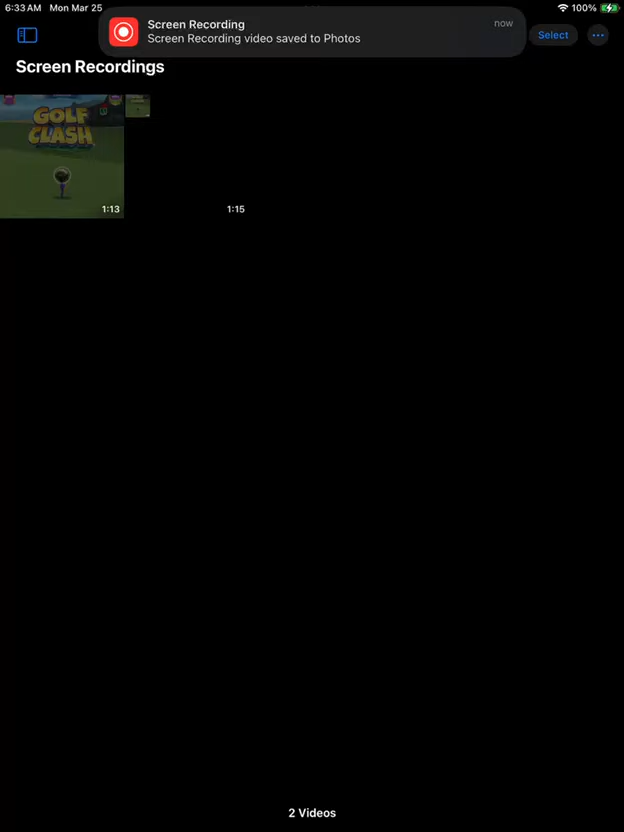 6:33 AM Mon Mar 25
100%
Screen Recording
now
Screen Recording video saved to Photos
Select
Screen Recordings
GOLF
CLASH
1:13
1:15
2 Videos